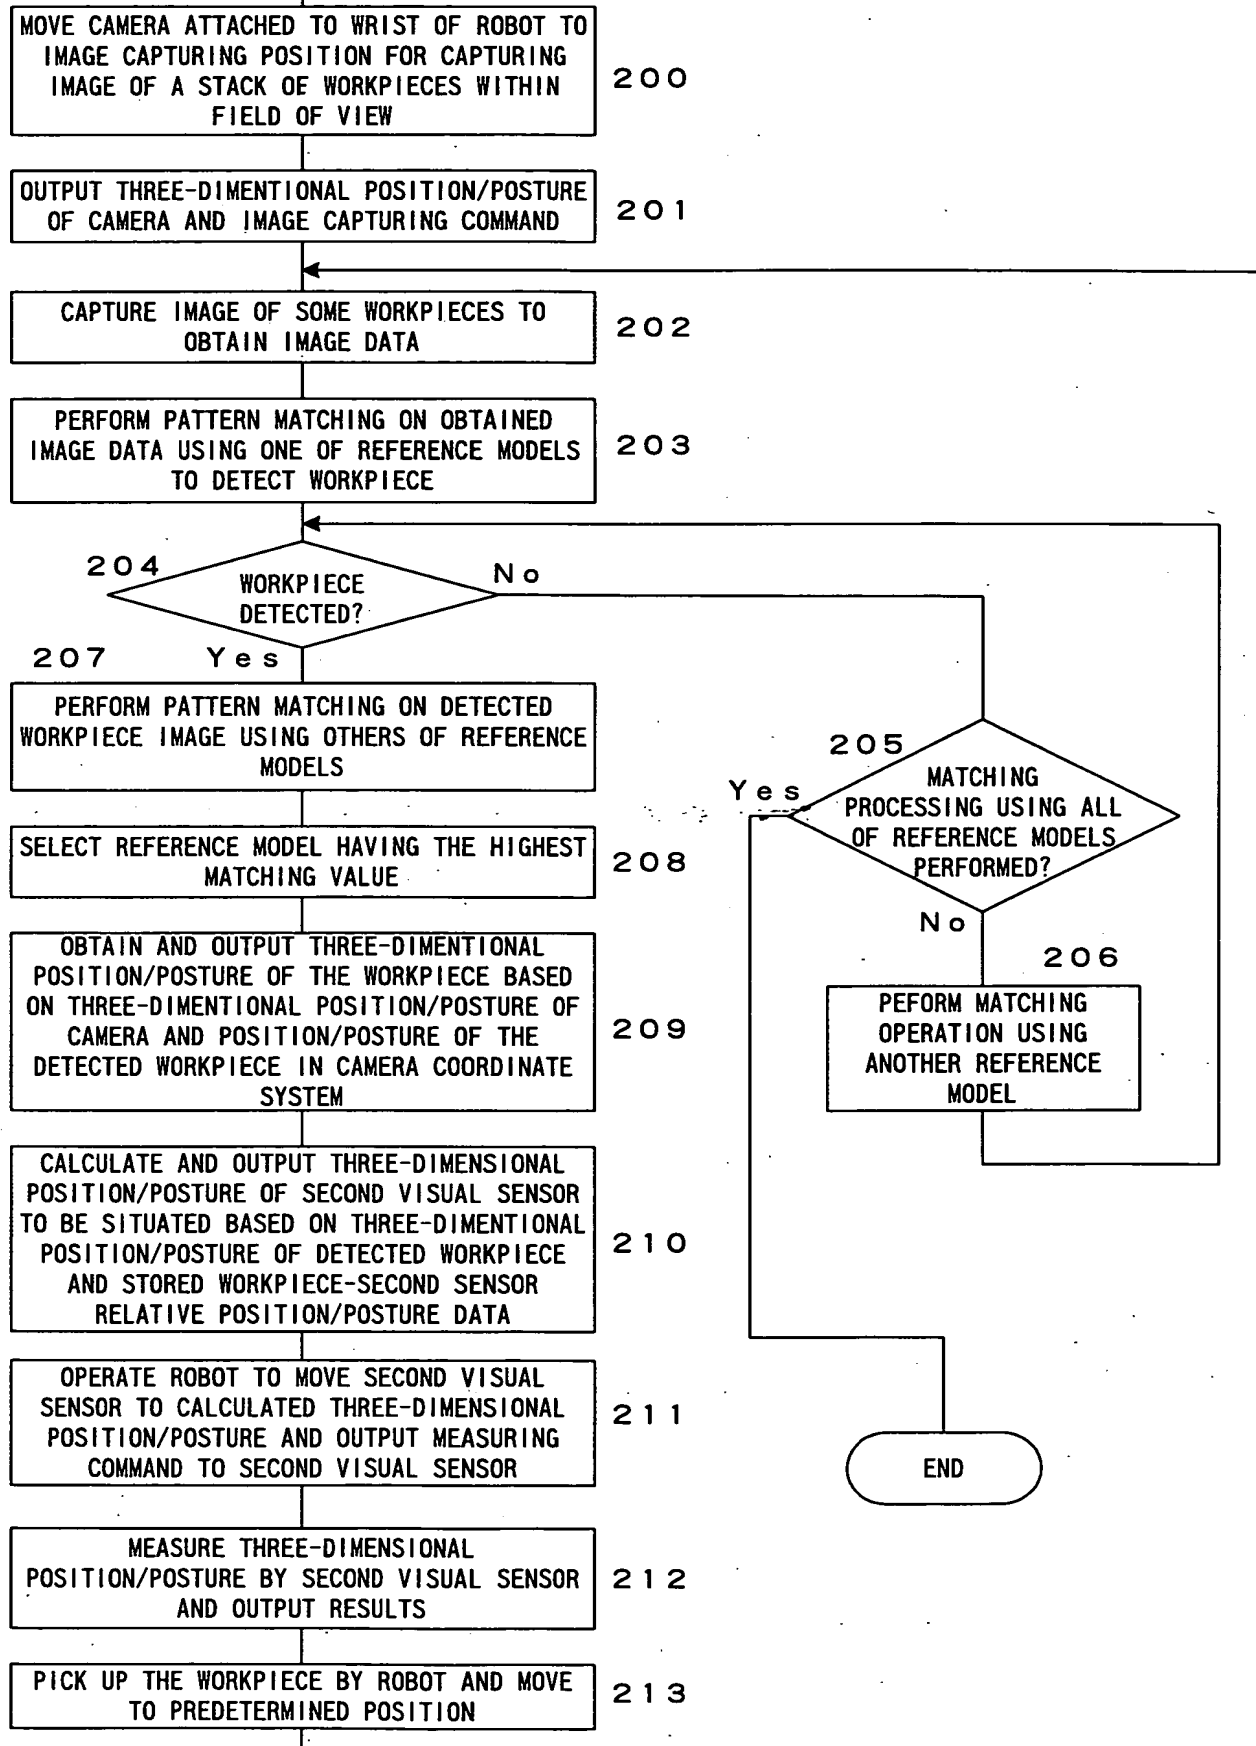 MOVE CAMERA ATTACHED TO WRIST OF ROBOT TO
IMAGE CAPTURING POSITION FOR CAPTURING
IMAGE OF A STACK OF WORKPIECES WITHIN
FIELD OF VIEW
200
OUTPUT THREE-DIMENTIONAL POSITION/POSTURE
OF CAMERA AND IMAGE CAPTURING COMMAND
201
CAPTURE IMAGE OF SOME WORKPIECES TO
OBTAIN IMAGE DATA
202
PERFORM PATTERN MATCHING ON OBTAINED
IMAGE DATA USING ONE OF REFERENCE MODELS
TO DETECT WORKPIECE
203
204
WORKPIECE
DETECTED?
No
Yes
207
PERFORM PATTERN MATCHING ON DETECTED
WORKPIECE IMAGE USING OTHERS OF REFERENCE
MODELS
205
MATCHING
PROCESSING USING ALL
OF REFERENCE MODELS
PERFORMED?
Yes
No
206
PEFORM MATCHING
OPERATION USING
ANOTHER REFERENCE
MODEL
SELECT REFERENCE MODEL HAVING THE HIGHEST
MATCHING VALUE
208
OBTAIN AND OUTPUT THREE-DIMENTIONAL
POSITION/POSTURE OF THE WORKPIECE BASED
ON THREE-DIMENTIONAL POSITION/POSTURE OF
CAMERA AND POSITION/POSTURE OF THE
DETECTED WORKPIECE IN CAMERA COORDINATE
SYSTEM
209
CALCULATE AND OUTPUT THREE-DIMENSIONAL
POSITION/POSTURE OF SECOND VISUAL SENSOR
TO BE SITUATED BASED ON THREE-DIMENTIONAL
POSITION/POSTURE OF DETECTED WORKPIECE
AND STORED WORKPIECE-SECOND SENSOR
RELATIVE POSITION/POSTURE DATA
210
OPERATE ROBOT TO MOVE SECOND VISUAL
SENSOR TO CALCULATED THREE-DIMENSIONAL
POSITION/POSTURE AND OUTPUT MEASURING
COMMAND TO SECOND VISUAL SENSOR
211
END
MEASURE THREE-DIMENSIONAL
POSITION/POSTURE BY SECOND VISUAL SENSOR
AND OUTPUT RESULTS
212
PICK UP THE WORKPIECE BY ROBOT AND MOVE
TO PREDETERMINED POSITION
213